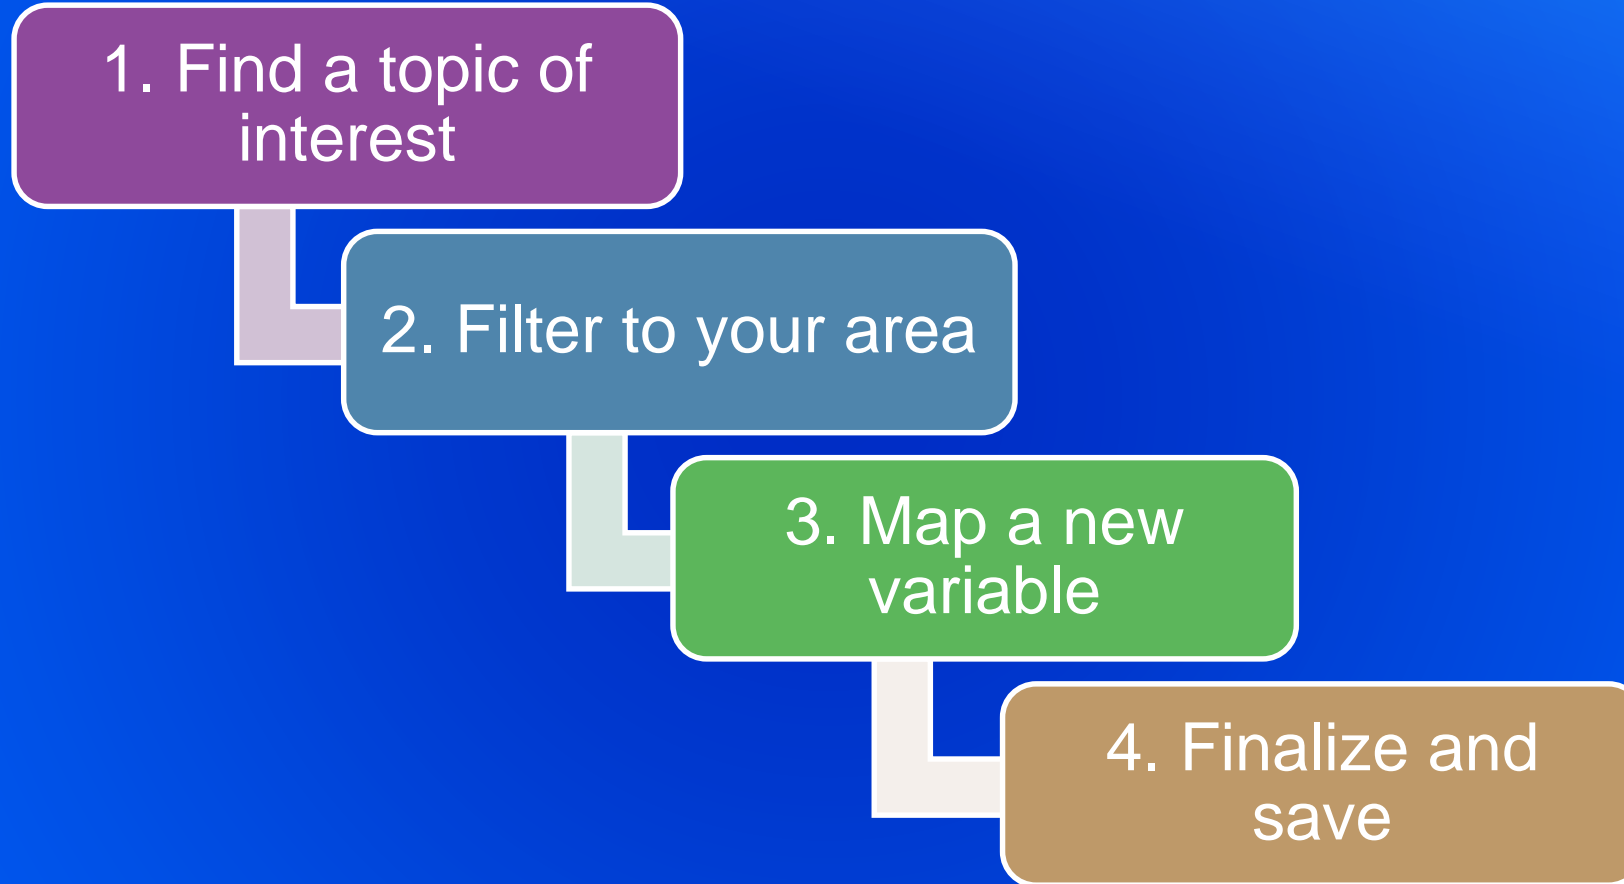 1. Find a topic of
interest
2. Filter to your area
3. Map a new
variable
4. Finalize and
save